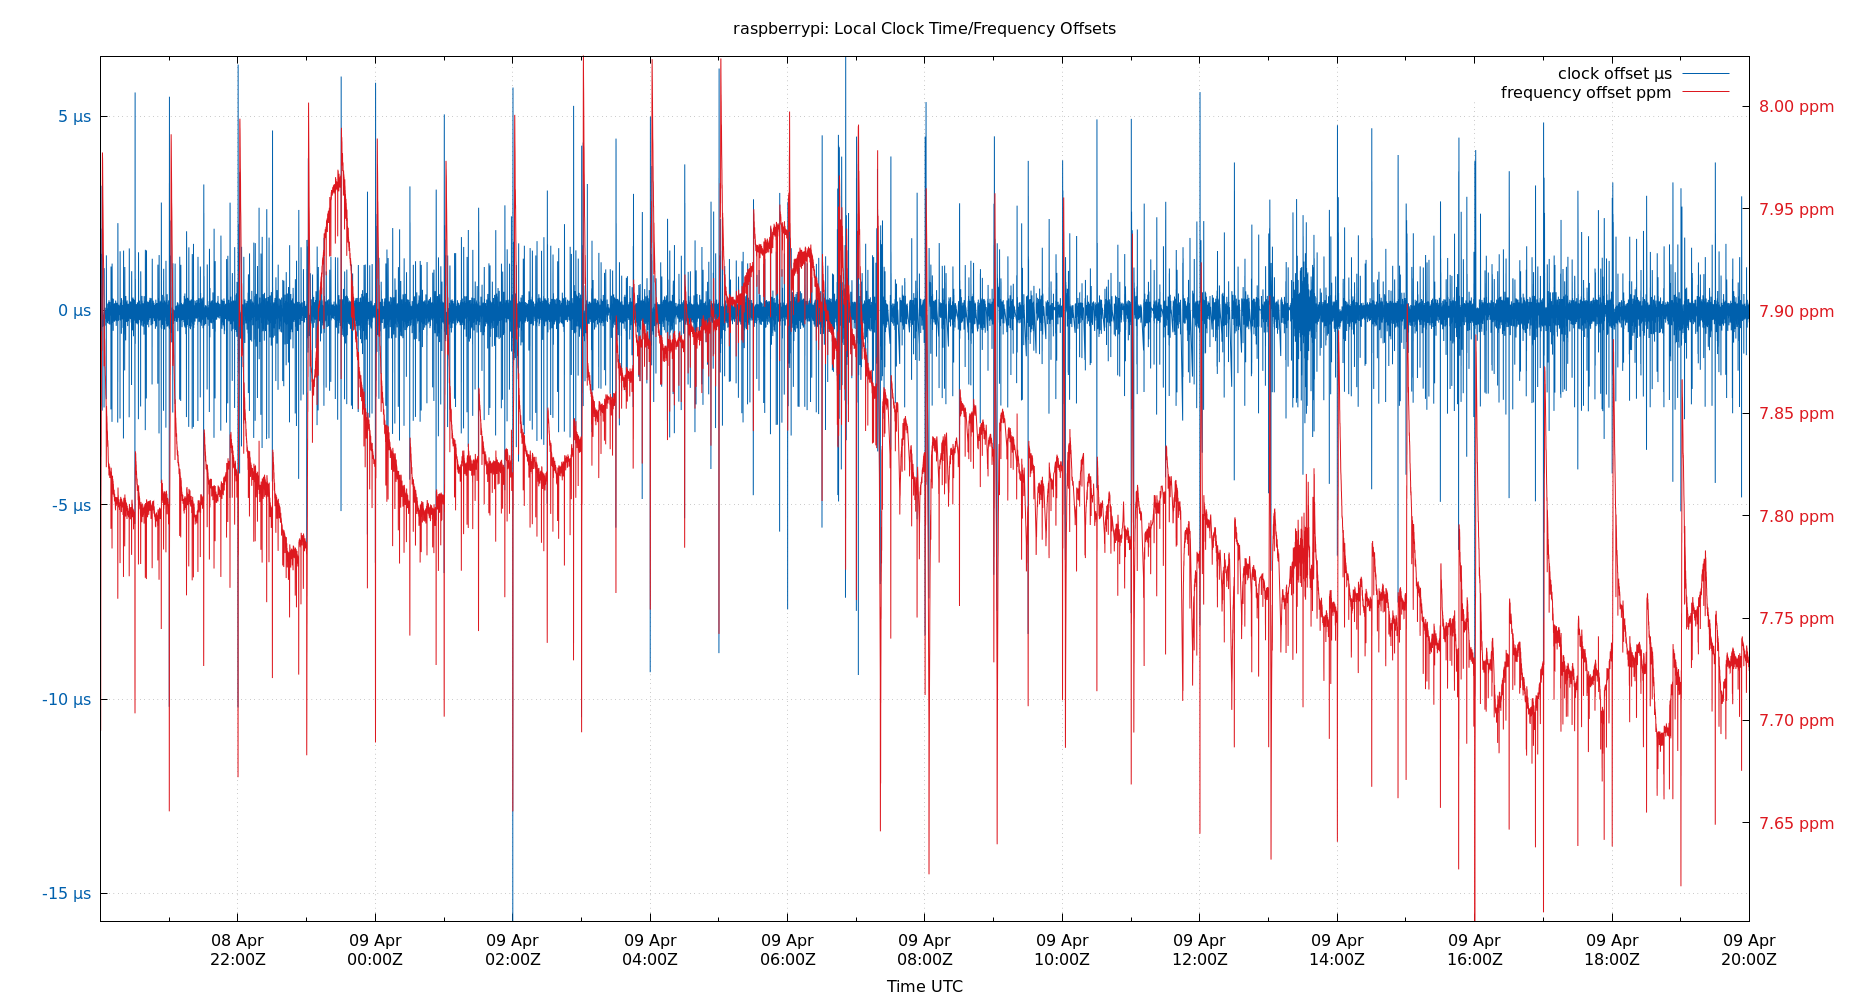 raspberrypi: Local Clock Time/Frequency Offsets
clock offset µs
frequency offset ppm
5 µs
0 µs
-5 µs
-10 µs
-15 µs
8.00 ppm
7.95 ppm
7.90 ppm
7.85 ppm
7.80 ppm
7.75 ppm
7.70 ppm
7.65 ppm
08 Apr
22:00Z
09 Apr
00:00Z
09 Apr
02:00Z
09 Apr
04:00Z
09 Apr
06:00Z
09 Apr
08:00Z
09 Apr
10:00Z
09 Apr
12:00Z
09 Apr
14:00Z
09 Apr
16:00Z
09 Apr
18:00Z
09 Apr
20:00Z
Time UTC